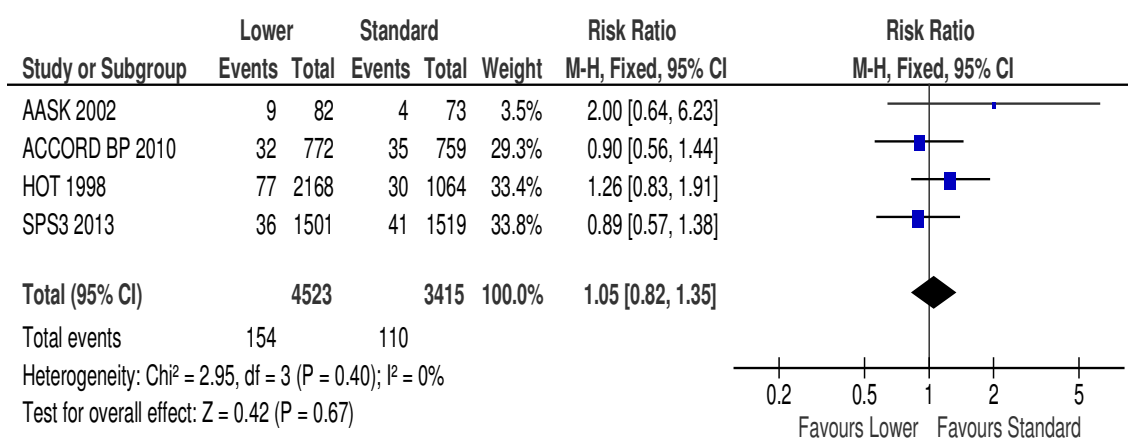 Lower Standard Risk Ratio Risk Ratio
Study or Subgroup Events Total Events Total Weight M-H, Fixed, 95% CI M-H, Fixed, 95% CI
AASK 2002 9 82 4 73 3.5% 2.00 [0.64, 6.23]
ACCORD BP 2010 32 772 35 759 29.3% 0.90 [0.56, 1.44]
HOT 1998 77 2168 30 1064 33.4% 1.26 [0.83, 1.91]
SPS3 2013 36 1501 41 1519 33.8% 0.89 [0.57, 1.38]
Total (95% CI) 4523 3415 100.0% 1.05 [0.82, 1.35]
Total events 154 110
Heterogeneity: Chi² = 2.95, df = 3 (P = 0.40); I² = 0%
Test for overall effect: Z = 0.42 (P = 0.67)
0.2 0.5 1 2 5
Favours Lower Favours Standard